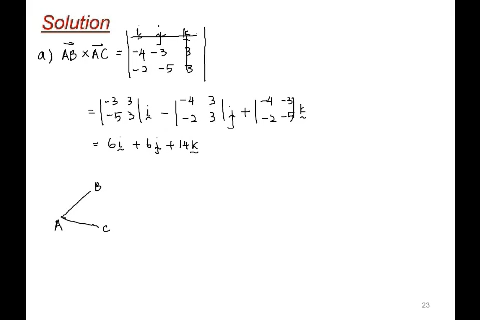 Solution
a) AB × AC = | i j k |
| -4 -3 3 |
| -2 -5 3 |
= | -3 3 | i - | -4 3 | j + | -4 -3 | k
| -5 3 | | -2 3 | | -2 -5 |
= 6i + 6j + 14k
B
A
C
23